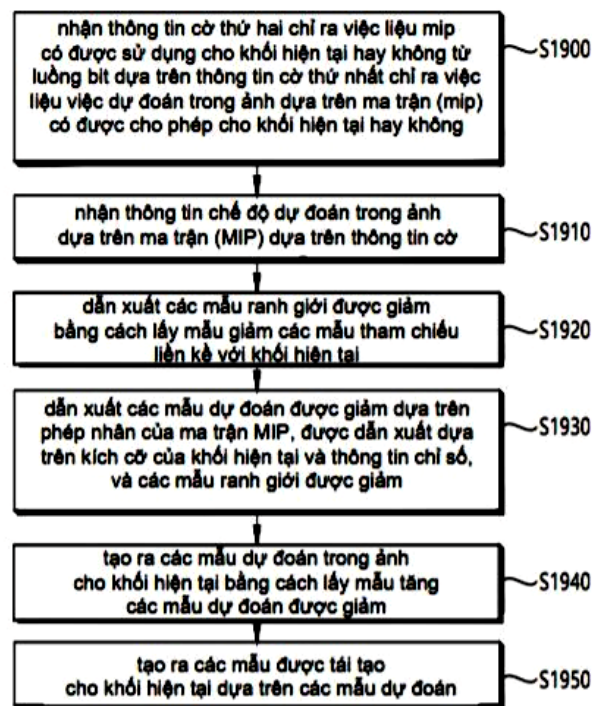 nhận thông tin cờ thứ hai chỉ ra việc liệu mip
có được sử dụng cho khối hiện tại hay không từ
luồng bit dựa trên thông tin cờ thứ nhất chỉ ra việc
liệu việc dự đoán trong ảnh dựa trên ma trận (mip)
có được cho phép cho khối hiện tại hay không
S1900
nhận thông tin chế độ dự đoán trong ảnh
dựa trên ma trận (MIP) dựa trên thông tin cờ
S1910
dẫn xuất các mẫu ranh giới được giảm
bằng cách lấy mẫu giảm các mẫu tham chiếu
liền kề với khối hiện tại
S1920
dẫn xuất các mẫu dự đoán được giảm dựa trên
phép nhân của ma trận MIP, được dẫn xuất dựa
trên kích cỡ của khối hiện tại và thông tin chỉ số,
và các mẫu ranh giới được giảm
S1930
tạo ra các mẫu dự đoán trong ảnh
cho khối hiện tại bằng cách lấy mẫu tăng
các mẫu dự đoán được giảm
S1940
tạo ra các mẫu được tái tạo
cho khối hiện tại dựa trên các mẫu dự đoán
S1950